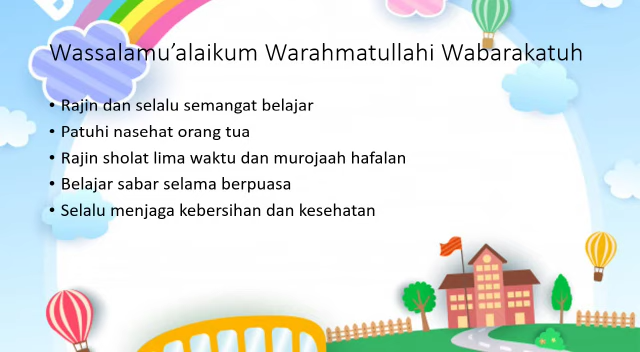 Wassalamu’alaikum Warahmatullahi Wabarakatuh
• Rajin dan selalu semangat belajar
• Patuhi nasehat orang tua
• Rajin sholat lima waktu dan murojaah hafalan
• Belajar sabar selama berpuasa
• Selalu menjaga kebersihan dan kesehatan